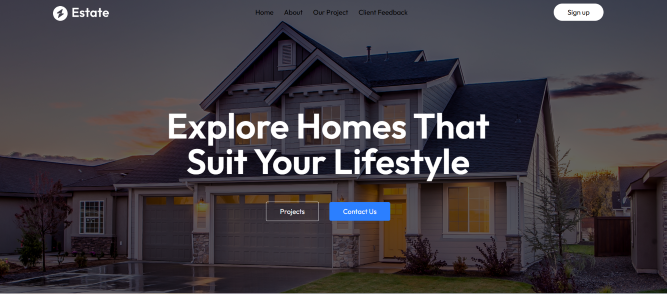 Estate
Home About Our Project Client Feedback
Sign up
Explore Homes That
Suit Your Lifestyle
Projects Contact Us